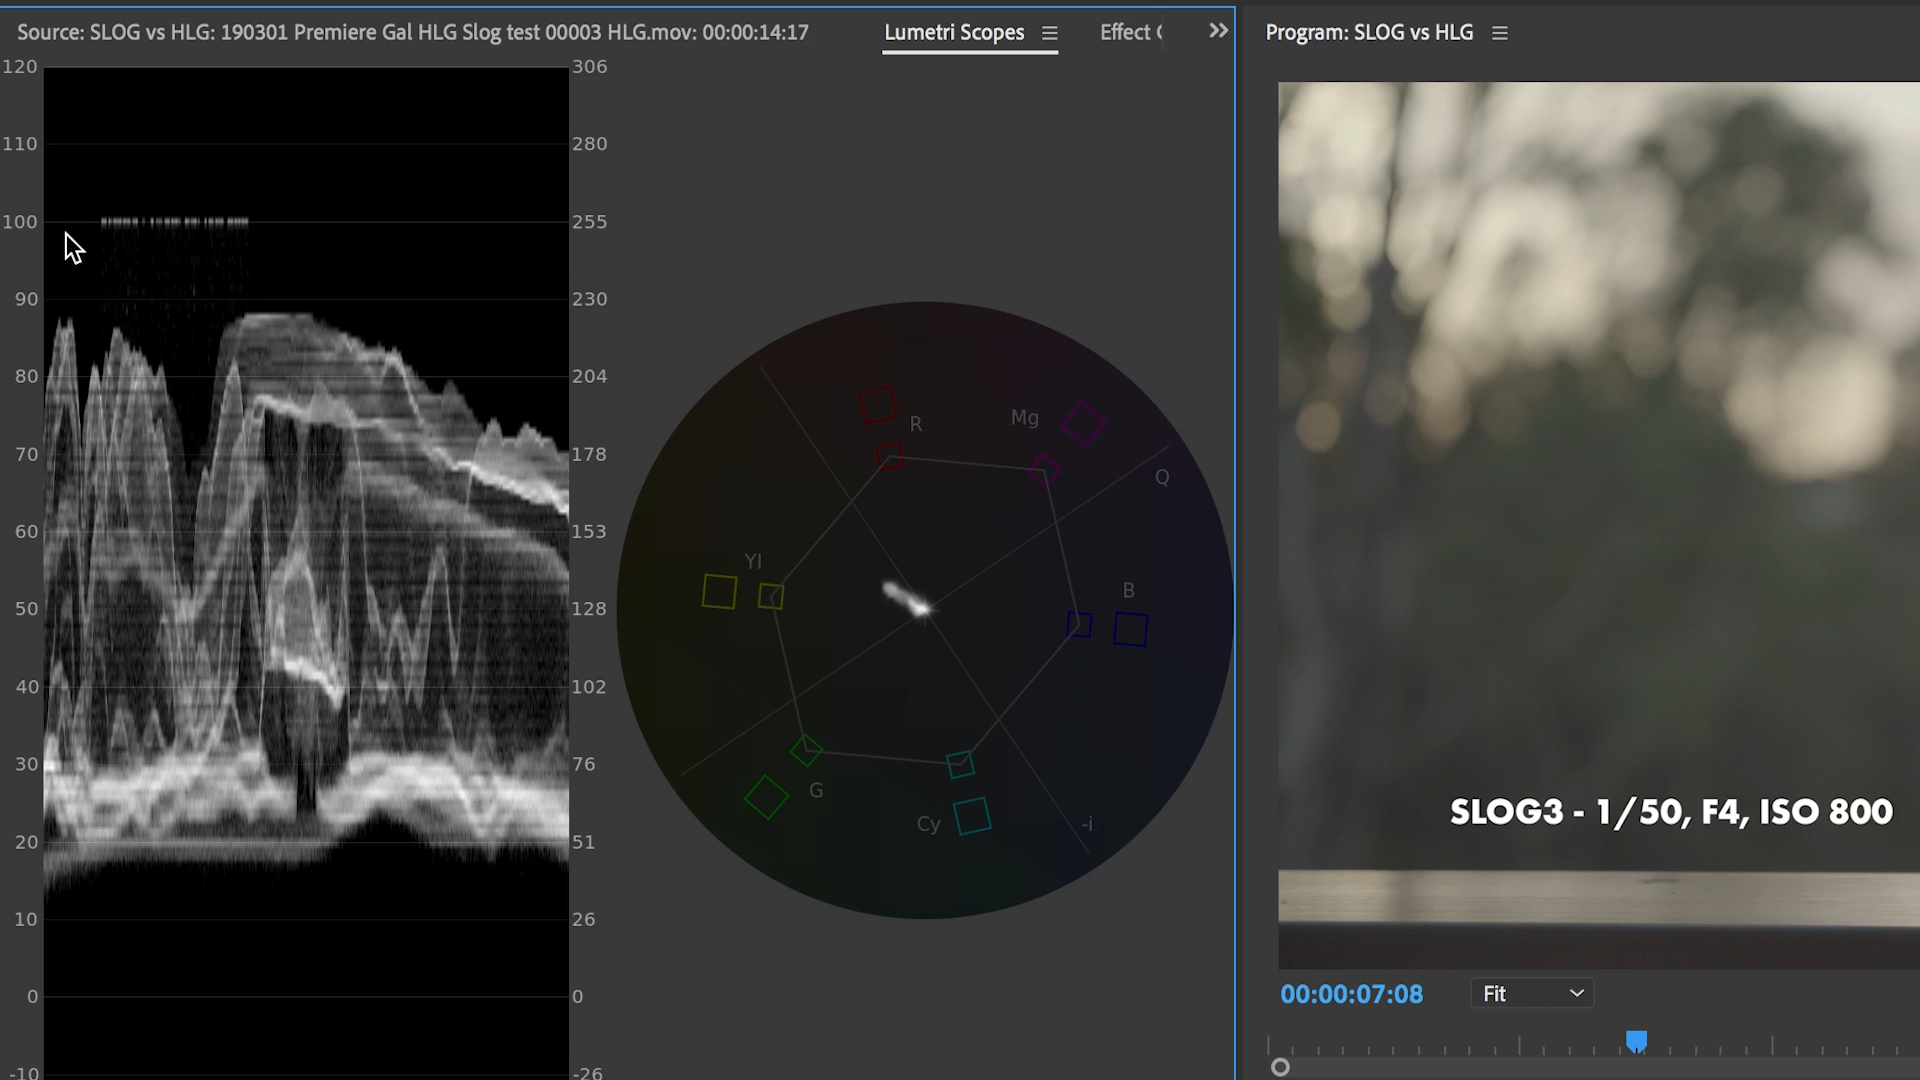 Source: SLOG vs HLG: 190301 Premiere Gal HLG Slog test 00003 HLG.mov: 00:00:14:17
Lumetri Scopes
Effect
Program: SLOG vs HLG
120
306
110
280
100
255
90
230
80
204
70
178
60
153
50
128
40
102
30
76
20
51
10
26
0
0
-10
-26
R
Mg
Q
Yl
B
G
Cy
-i
SLOG3 - 1/50, F4, ISO 800
00:00:07:08
Fit